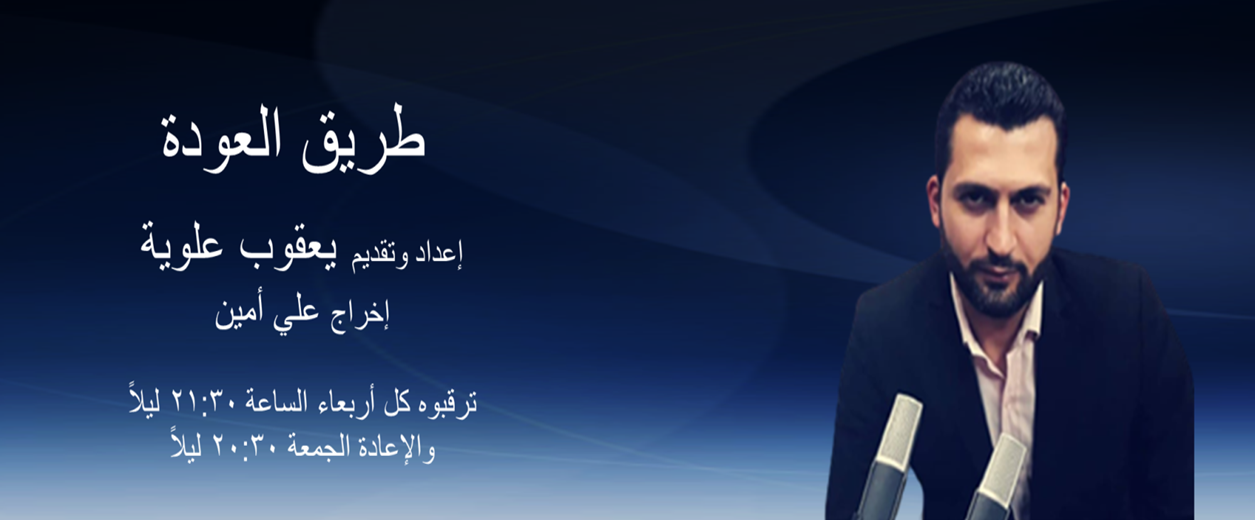 طريق العودة
إعداد وتقديم يعقوب علوية
إخراج علي أمين
ترقبوه كل أربعاء الساعة ٢١:٣٠ ليلاً
والإعادة الجمعة ٢٠:٣٠ ليلاً